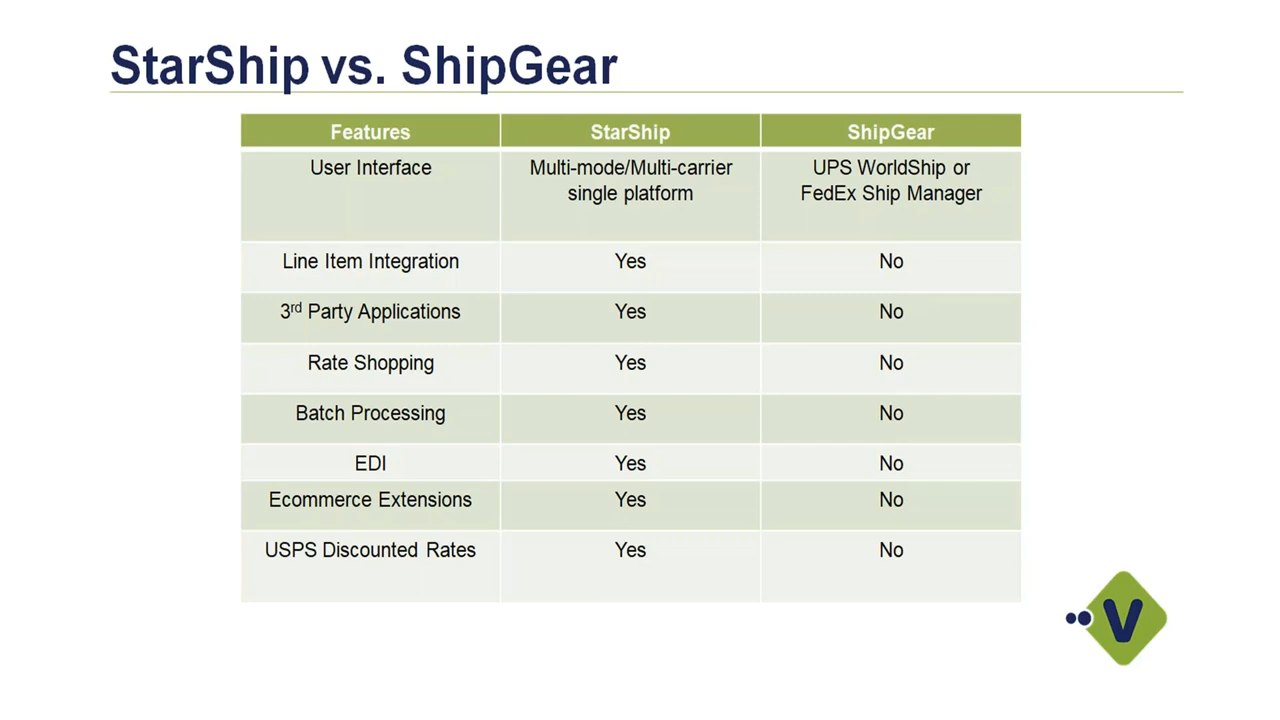 StarShip vs. ShipGear
Features StarShip ShipGear
User Interface Multi-mode/Multi-carrier single platform UPS WorldShip or FedEx Ship Manager
Line Item Integration Yes No
3rd Party Applications Yes No
Rate Shopping Yes No
Batch Processing Yes No
EDI Yes No
Ecommerce Extensions Yes No
USPS Discounted Rates Yes No
V